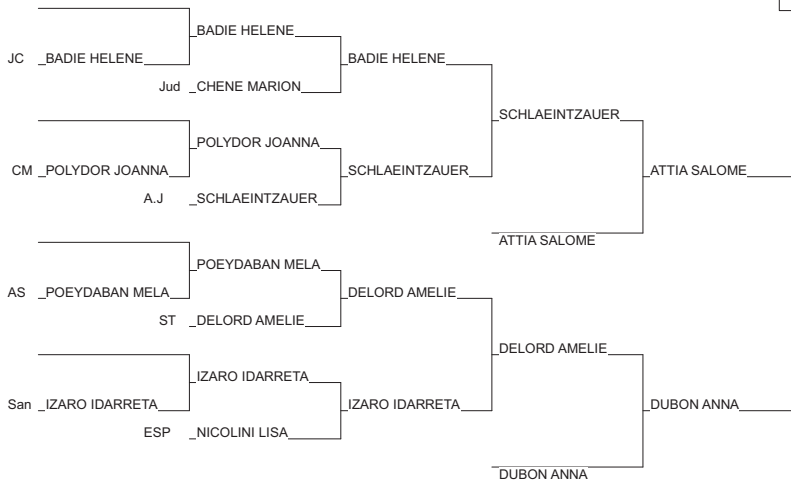 BADIE HELENE
JC BADIE HELENE
BADIE HELENE
Jud CHENE MARION
SCHLAEINTZAUER
POLYDOR JOANNA
CM POLYDOR JOANNA
SCHLAEINTZAUER
ATTIA SALOME
A.J SCHLAEINTZAUER
ATTIA SALOME
POEYDABAN MELA
AS POEYDABAN MELA
DELORD AMELIE
ST DELORD AMELIE
DELORD AMELIE
IZARO IDARRETA
San IZARO IDARRETA
IZARO IDARRETA
DUBON ANNA
ESP NICOLINI LISA
DUBON ANNA